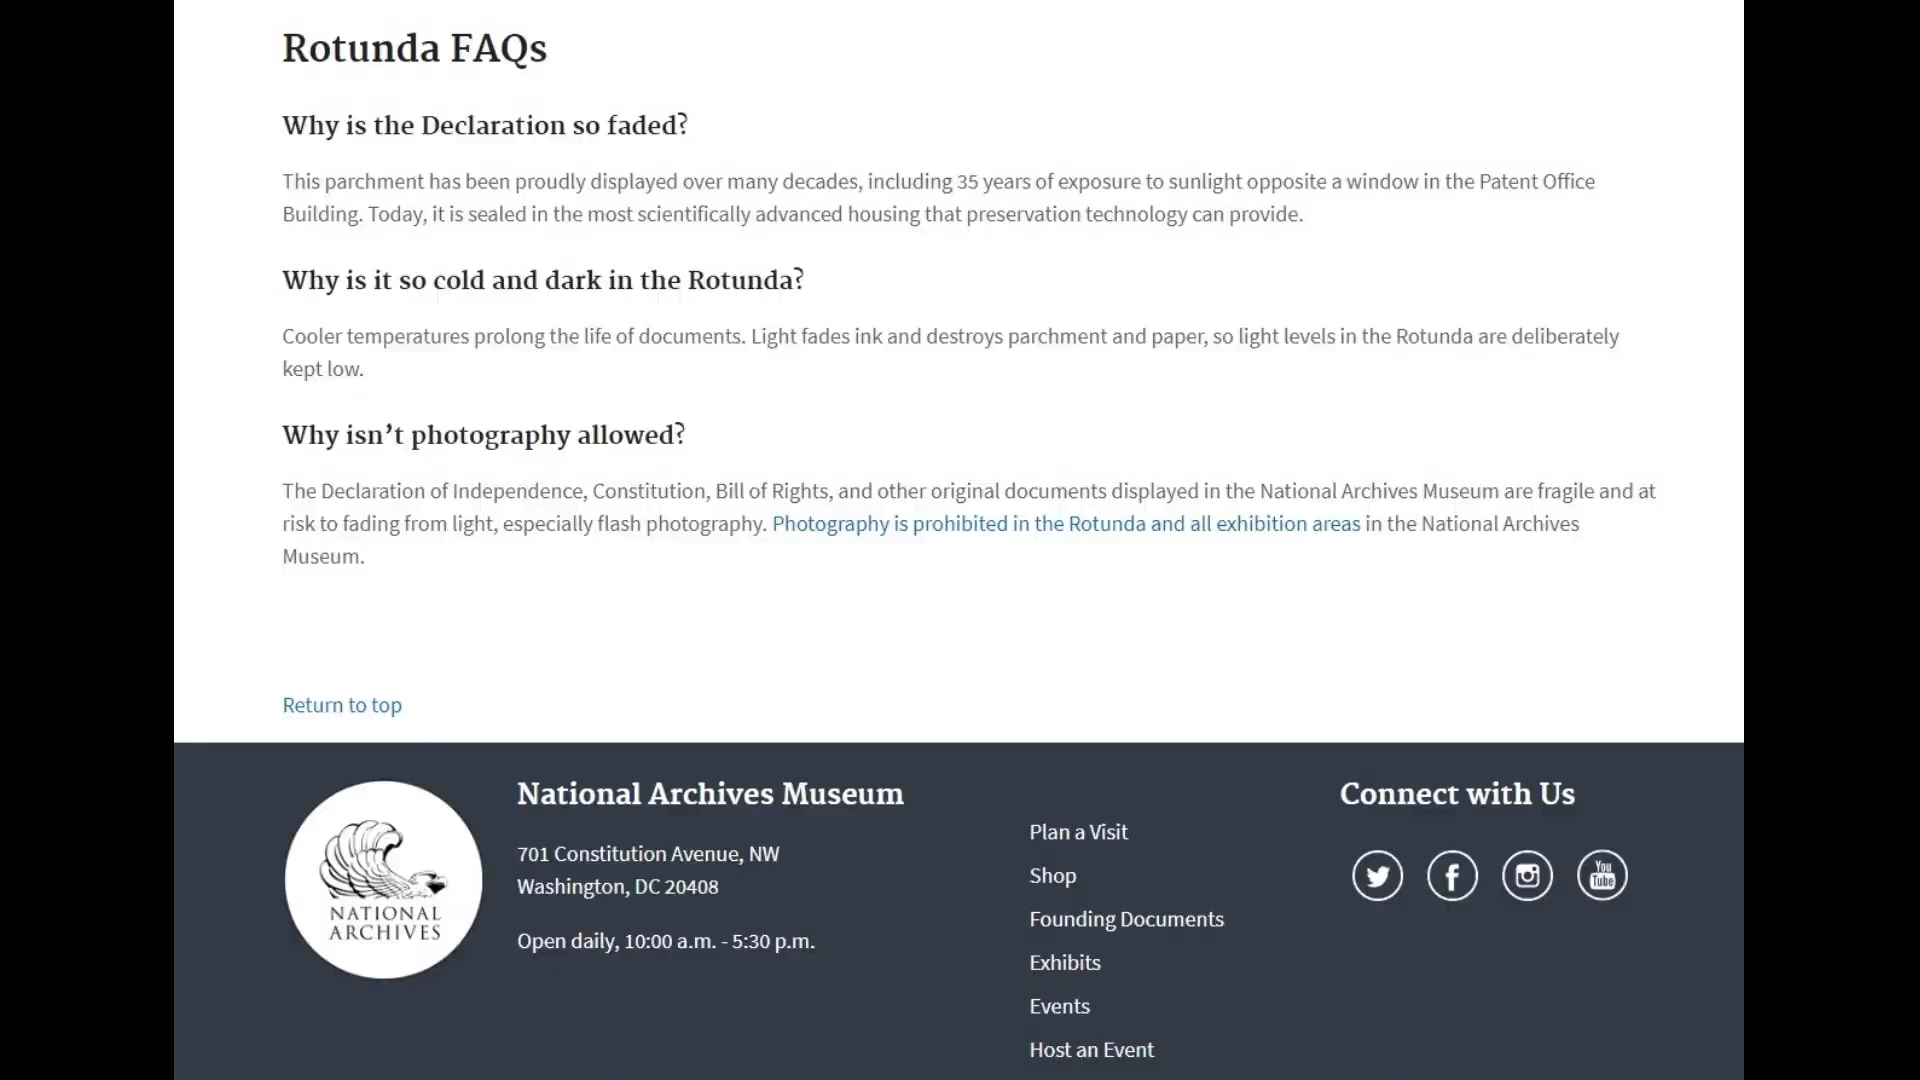 Rotunda FAQs
Why is the Declaration so faded?
This parchment has been proudly displayed over many decades, including 35 years of exposure to sunlight opposite a window in the Patent Office
Building. Today, it is sealed in the most scientifically advanced housing that preservation technology can provide.
Why is it so cold and dark in the Rotunda?
Cooler temperatures prolong the life of documents. Light fades ink and destroys parchment and paper, so light levels in the Rotunda are deliberately
kept low.
Why isn’t photography allowed?
The Declaration of Independence, Constitution, Bill of Rights, and other original documents displayed in the National Archives Museum are fragile and at
risk to fading from light, especially flash photography. Photography is prohibited in the Rotunda and all exhibition areas in the National Archives
Museum.
Return to top
NATIONAL
ARCHIVES
National Archives Museum
701 Constitution Avenue, NW
Washington, DC 20408
Open daily, 10:00 a.m. - 5:30 p.m.
Plan a Visit
Shop
Founding Documents
Exhibits
Events
Host an Event
Connect with Us
You
Tube